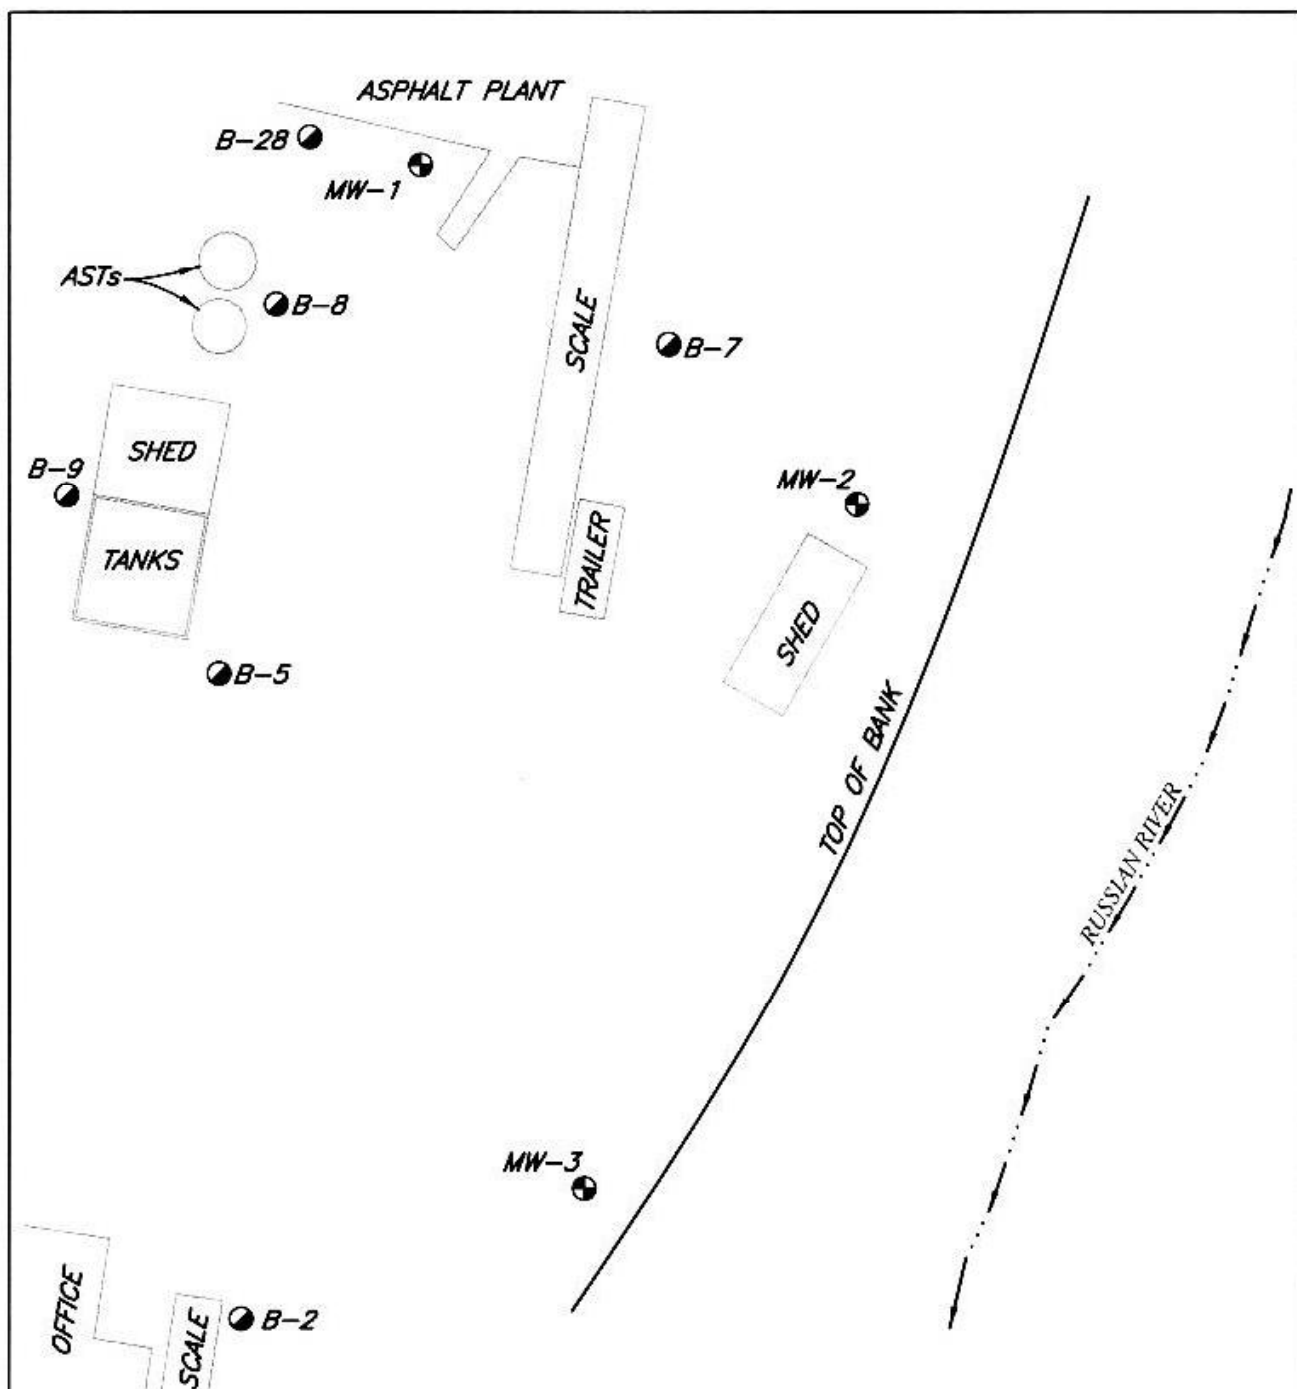 ASPHALT PLANT
B-28
MW-1
ASTs
B-8
SCALE
B-7
SHED
B-9
MW-2
TANKS
TRAILER
SHED
B-5
TOP OF BANK
RUSSIAN RIVER
MW-3
OFFICE
SCALE
B-2